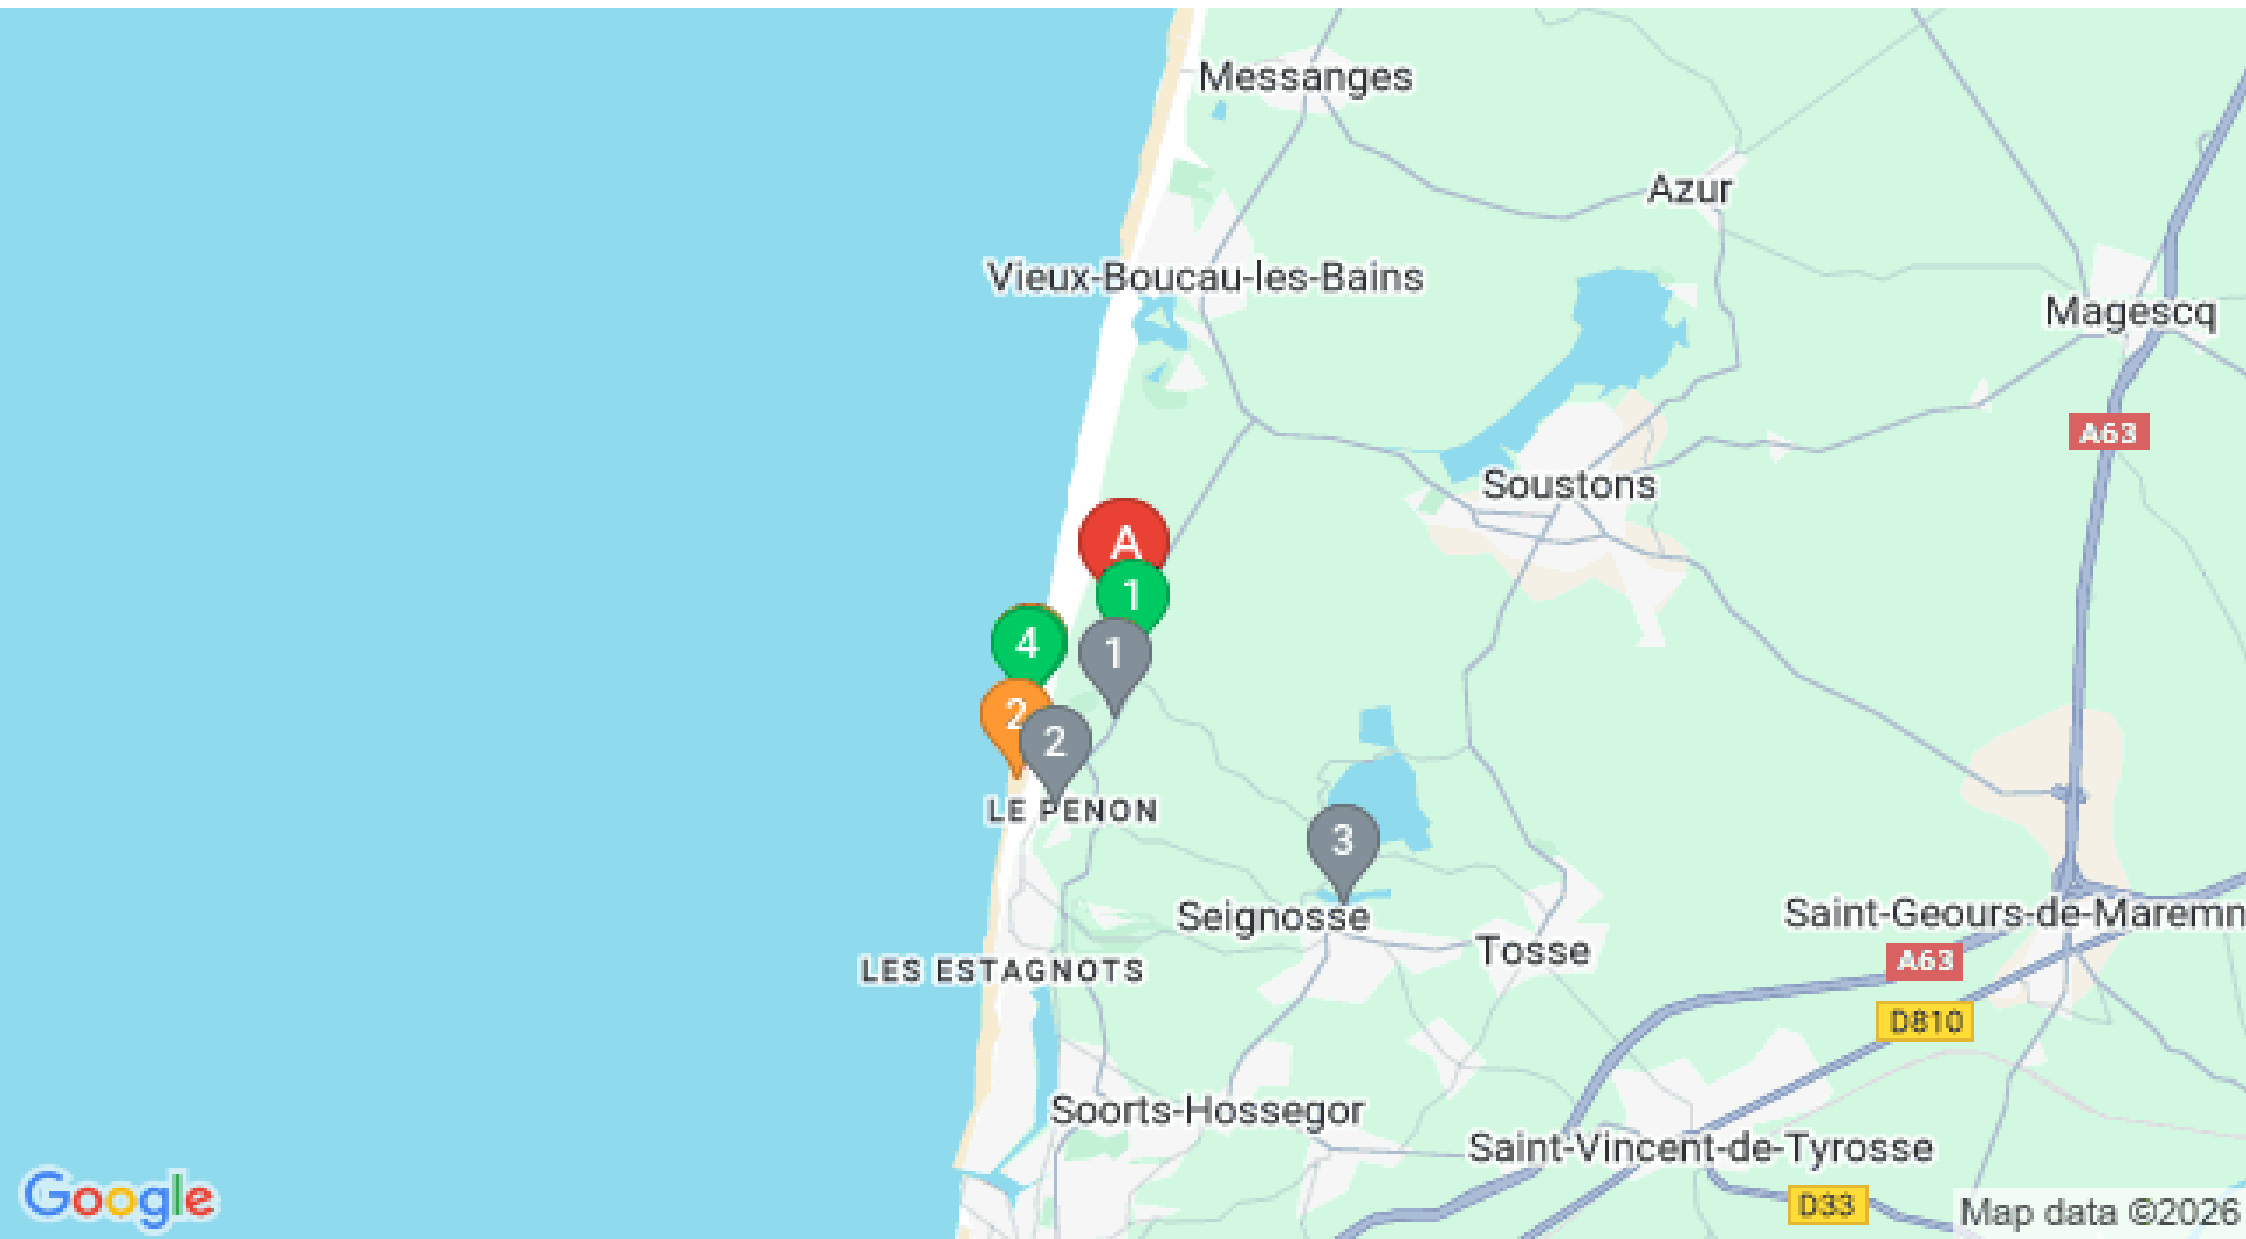 Messanges
Azur
Vieux-Boucau-les-Bains
Magescq
A63
Soustons
A
1
4
1
2
2
LE PENON
3
Seignosse
Saint-Geours-de-Maremn
Tosse
A63
LES ESTAGNOTS
D810
Soorts-Hossegor
Saint-Vincent-de-Tyrosse
Google
D33
Map data ©2026